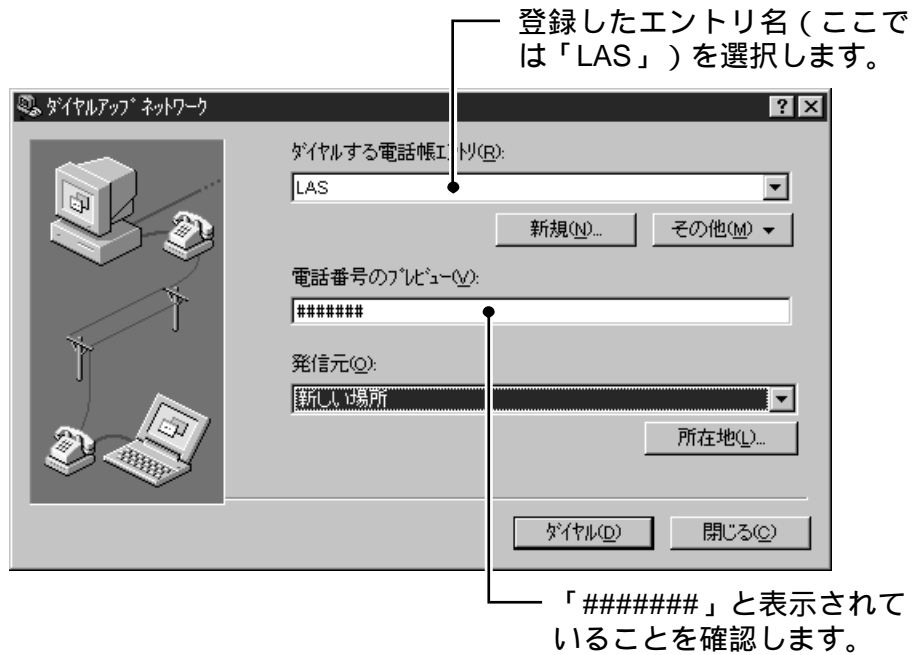 登録したエントリ名(ここで
は「LAS」)を選択します。
ダイヤルアップ ネットワーク
ダイヤルする電話帳エントリ(R):
LAS
新規(N)... その他(M)
電話番号のプレビュー(V):
#######
発信元(O):
新しい場所
所在地(L)...
ダイヤル(D) 閉じる(C)
「#######」と表示されて
いることを確認します。